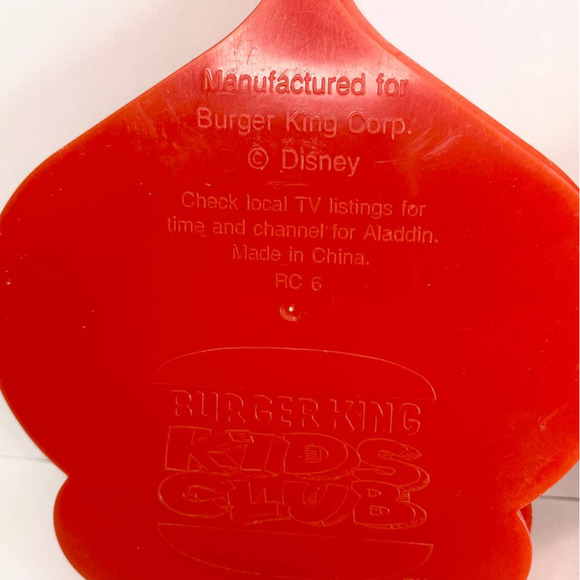 Manufactured for
Burger King Corp.
© Disney
Check local TV listings for
time and channel for Aladdin.
Made in China.
RC 6
BURGER KING
KIDS
CLUB